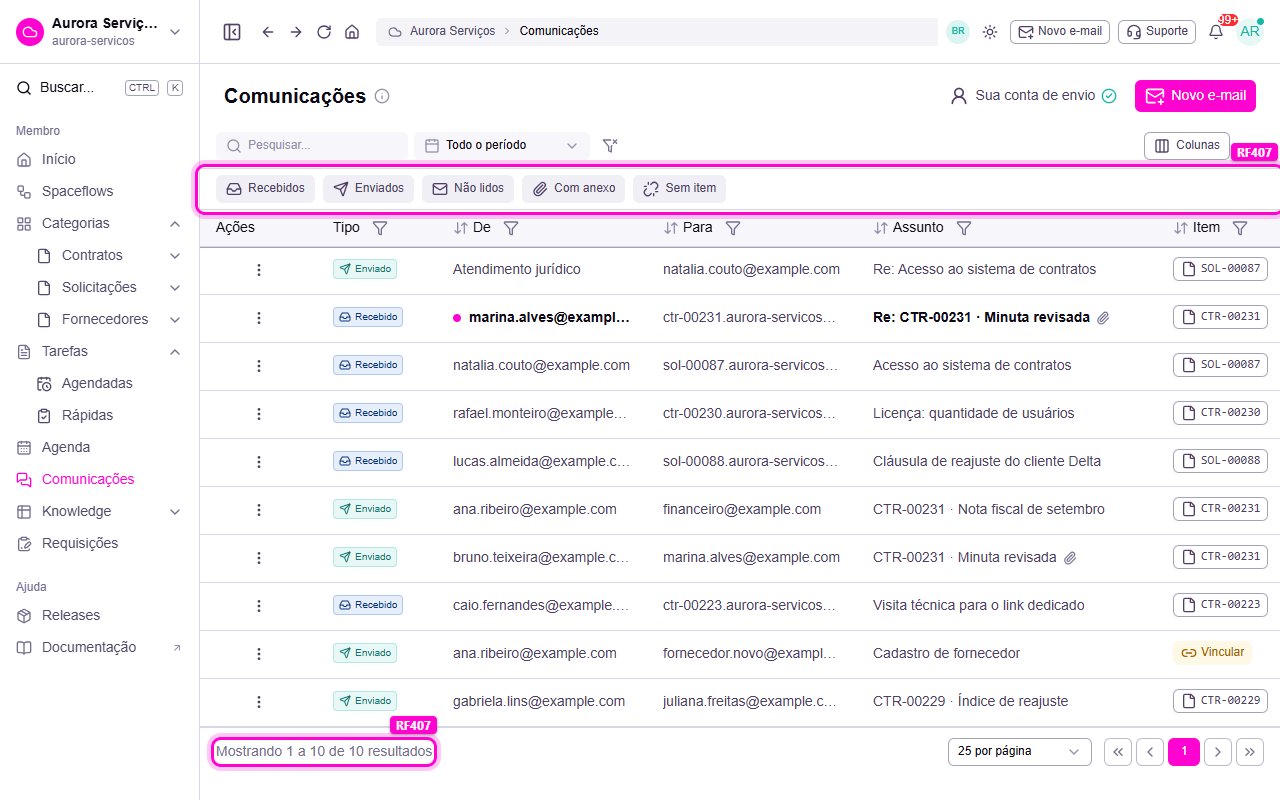 Aurora Serviç...
aurora-servicos
Aurora Serviços > Comunicações
BR
Novo e-mail
Suporte
99+
AR
Buscar...
CTRL K
Membro
Início
Spaceflows
Categorias
Contratos
Solicitações
Fornecedores
Tarefas
Agendadas
Rápidas
Agenda
Comunicações
Knowledge
Requisições
Ajuda
Releases
Documentação
Comunicações
Sua conta de envio
Novo e-mail
Pesquisar...
Todo o período
Colunas
RF407
Recebidos Enviados Não lidos Com anexo Sem item
Ações Tipo De Para Assunto Item
Enviado Atendimento jurídico natalia.couto@example.com Re: Acesso ao sistema de contratos SOL-00087
Recebido marina.alves@exampl... ctr-00231.aurora-servicos... Re: CTR-00231 · Minuta revisada CTR-00231
Recebido natalia.couto@example.com sol-00087.aurora-servicos... Acesso ao sistema de contratos SOL-00087
Recebido rafael.monteiro@example... ctr-00230.aurora-servicos... Licença: quantidade de usuários CTR-00230
Recebido lucas.almeida@example.c... sol-00088.aurora-servicos... Cláusula de reajuste do cliente Delta SOL-00088
Enviado ana.ribeiro@example.com financeiro@example.com CTR-00231 · Nota fiscal de setembro CTR-00231
Enviado bruno.teixeira@example.c... marina.alves@example.com CTR-00231 · Minuta revisada CTR-00231
Recebido caio.fernandes@example.... ctr-00223.aurora-servicos... Visita técnica para o link dedicado CTR-00223
Enviado ana.ribeiro@example.com fornecedor.novo@exampl... Cadastro de fornecedor Vincular
Enviado gabriela.lins@example.com juliana.freitas@example.c... CTR-00229 · Índice de reajuste CTR-00229
RF407
Mostrando 1 a 10 de 10 resultados
25 por página
1